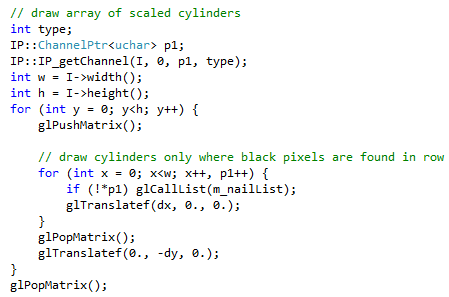 // draw array of scaled cylinders
int type;
IP::ChannelPtr<uchar> p1;
IP::IP_getChannel(I, 0, p1, type);
int w = I->width();
int h = I->height();
for (int y = 0; y<h; y++) {
    glPushMatrix();

    // draw cylinders only where black pixels are found in row
    for (int x = 0; x<w; x++, p1++) {
        if (!*p1) glCallList(m_nailList);
        glTranslatef(dx, 0., 0.);
    }
    glPopMatrix();
    glTranslatef(0., -dy, 0.);
}
glPopMatrix();